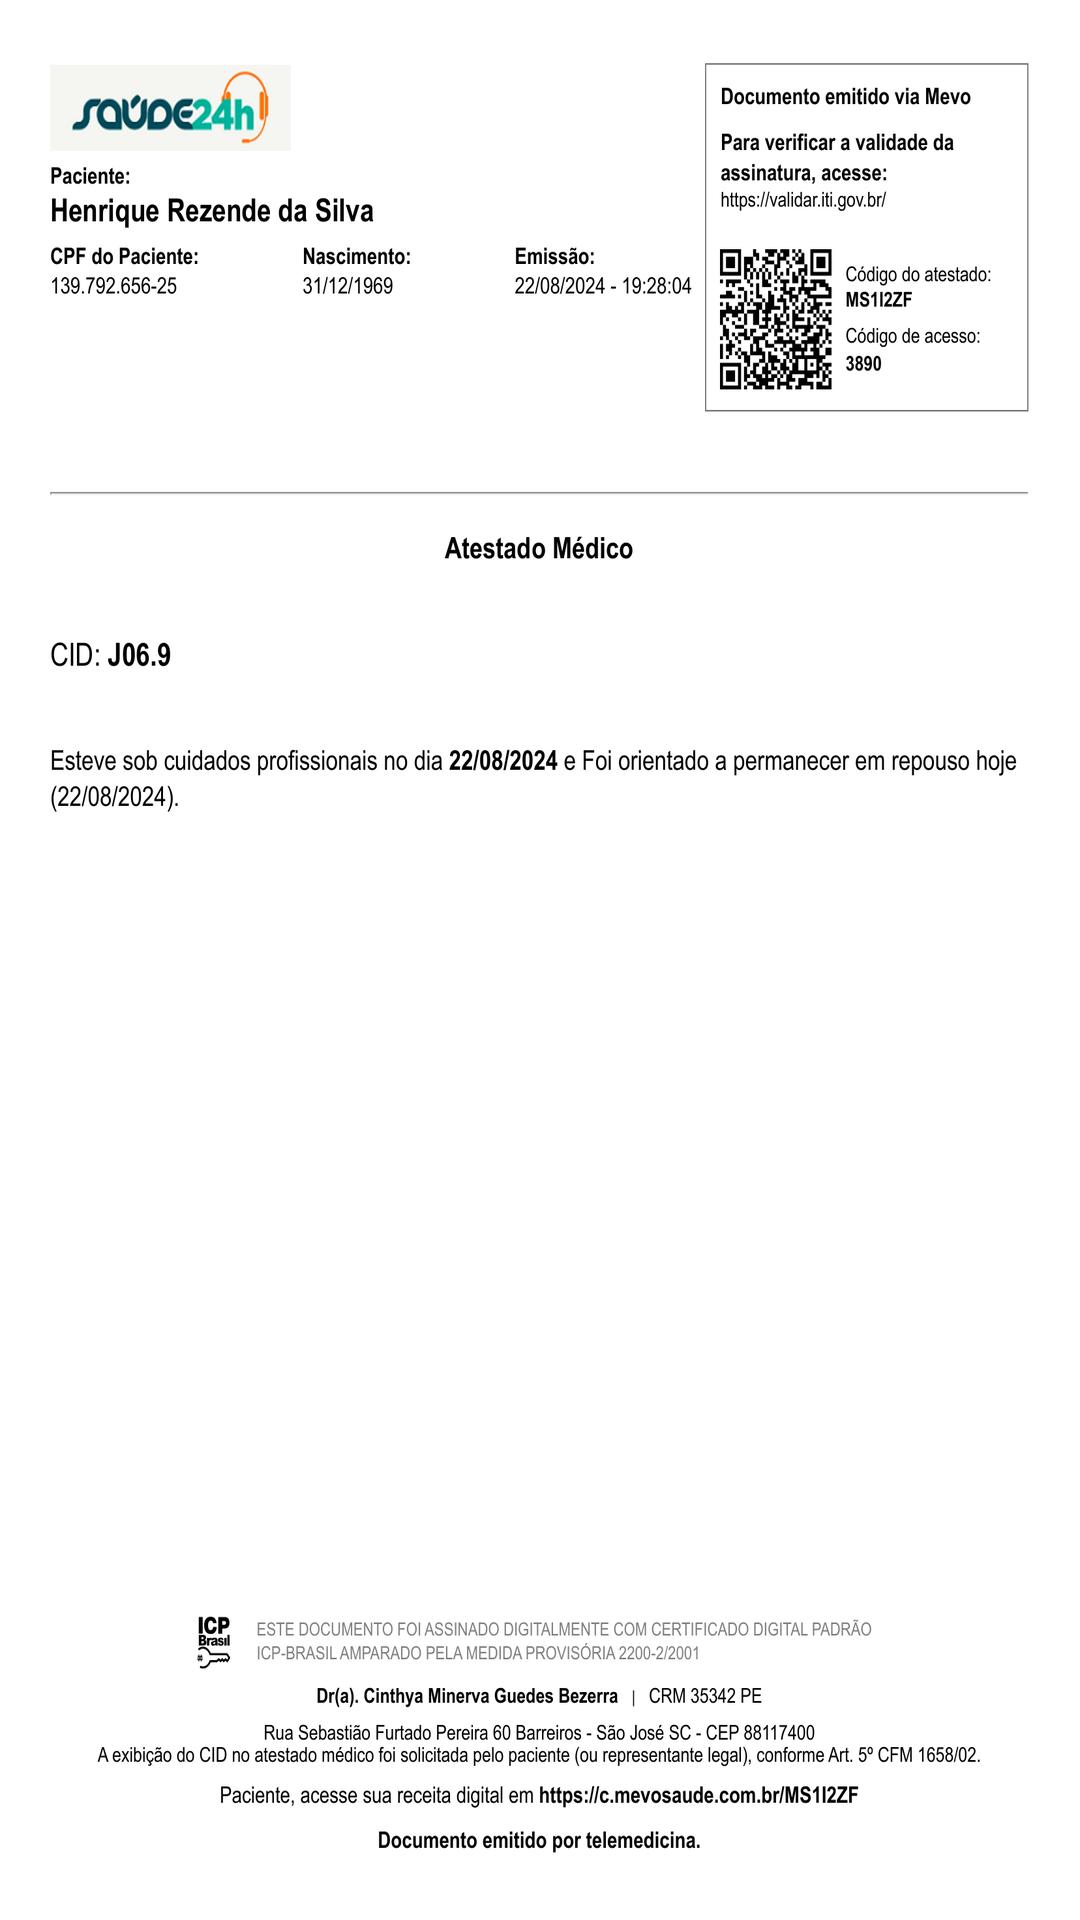 SAÚDE24h
Paciente:
Henrique Rezende da Silva
CPF do Paciente: Nascimento: Emissão:
139.792.656-25 31/12/1969 22/08/2024 - 19:28:04
Documento emitido via Mevo
Para verificar a validade da
assinatura, acesse:
https://validar.iti.gov.br/
Código do atestado:
MS1I2ZF
Código de acesso:
3890
Atestado Médico
CID: J06.9
Esteve sob cuidados profissionais no dia 22/08/2024 e Foi orientado a permanecer em repouso hoje
(22/08/2024).
ICP
Brasil
ESTE DOCUMENTO FOI ASSINADO DIGITALMENTE COM CERTIFICADO DIGITAL PADRÃO
ICP-BRASIL AMPARADO PELA MEDIDA PROVISÓRIA 2200-2/2001
Dr(a). Cinthya Minerva Guedes Bezerra | CRM 35342 PE
Rua Sebastião Furtado Pereira 60 Barreiros - São José SC - CEP 88117400
A exibição do CID no atestado médico foi solicitada pelo paciente (ou representante legal), conforme Art. 5º CFM 1658/02.
Paciente, acesse sua receita digital em https://c.mevosaude.com.br/MS1I2ZF
Documento emitido por telemedicina.